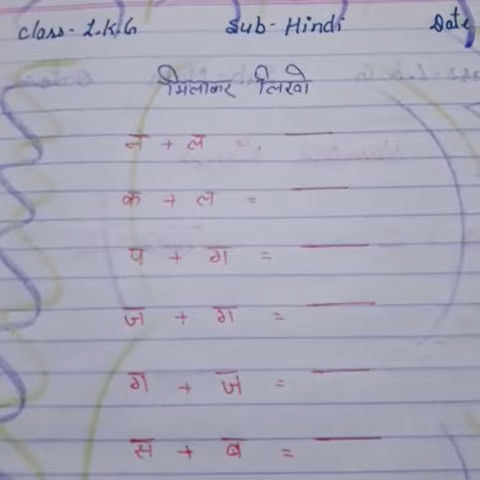 Class- L.K.G Sub- Hindi Date
मिलाकर लिखो
न + ल = ___
क + ल = ___
प + ग = ___
ज + ग = ___
ग + ज = ___
स + ब = ___